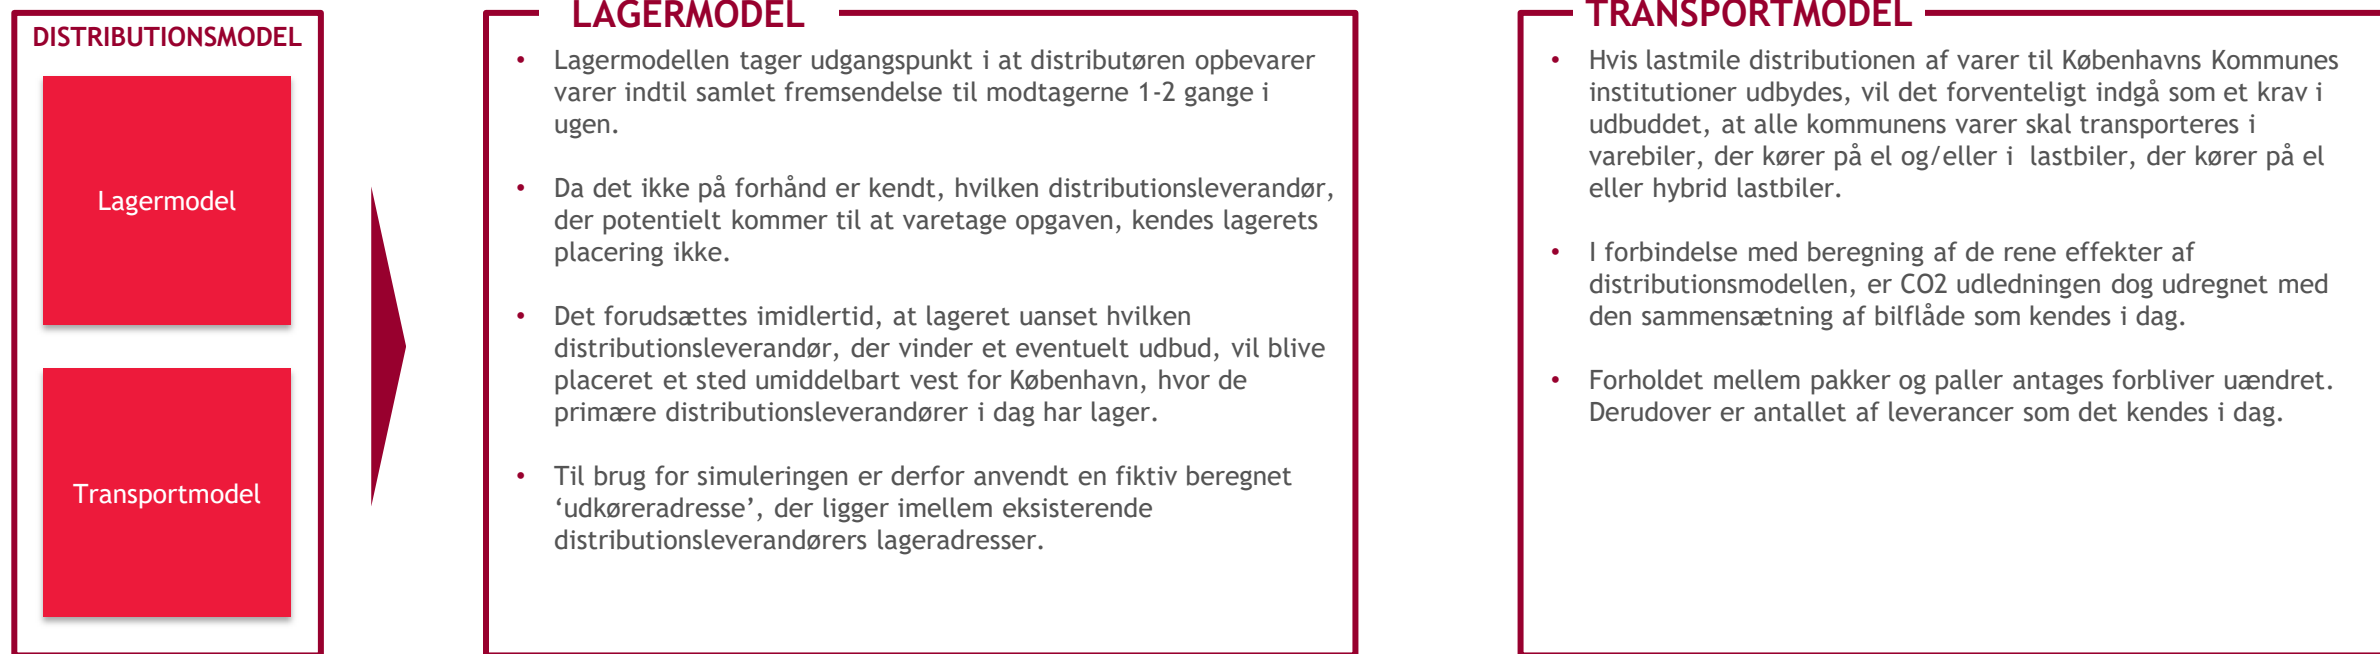 DISTRIBUTIONSMODEL
Lagermodel
Transportmodel
LAGERMODEL
• Lagermodellen tager udgangspunkt i at distributøren opbevarer
varer indtil samlet fremsendelse til modtagerne 1-2 gange i
ugen.
• Da det ikke på forhånd er kendt, hvilken distributionsleverandør,
der potentielt kommer til at varetage opgaven, kendes lagerets
placering ikke.
• Det forudsættes imidlertid, at lageret uanset hvilken
distributionsleverandør, der vinder et eventuelt udbud, vil blive
placeret et sted umiddelbart vest for København, hvor de
primære distributionsleverandører i dag har lager.
• Til brug for simuleringen er derfor anvendt en fiktiv beregnet
‘udkøreradresse’, der ligger imellem eksisterende
distributionsleverandørers lageradresser.
TRANSPORTMODEL
• Hvis lastmile distributionen af varer til Københavns Kommunes
institutioner udbydes, vil det forventeligt indgå som et krav i
udbuddet, at alle kommunens varer skal transporteres i
varebiler, der kører på el og/eller i lastbiler, der kører på el
eller hybrid lastbiler.
• I forbindelse med beregning af de rene effekter af
distributionsmodellen, er CO2 udledningen dog udregnet med
den sammensætning af bilflåde som kendes i dag.
• Forholdet mellem pakker og paller antages forbliver uændret.
Derudover er antallet af leverancer som det kendes i dag.